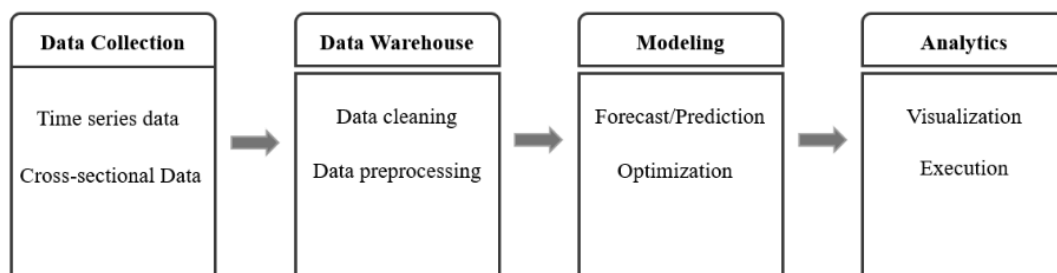 Data Collection
Time series data
Cross-sectional Data
Data Warehouse
Data cleaning
Data preprocessing
Modeling
Forecast/Prediction
Optimization
Analytics
Visualization
Execution